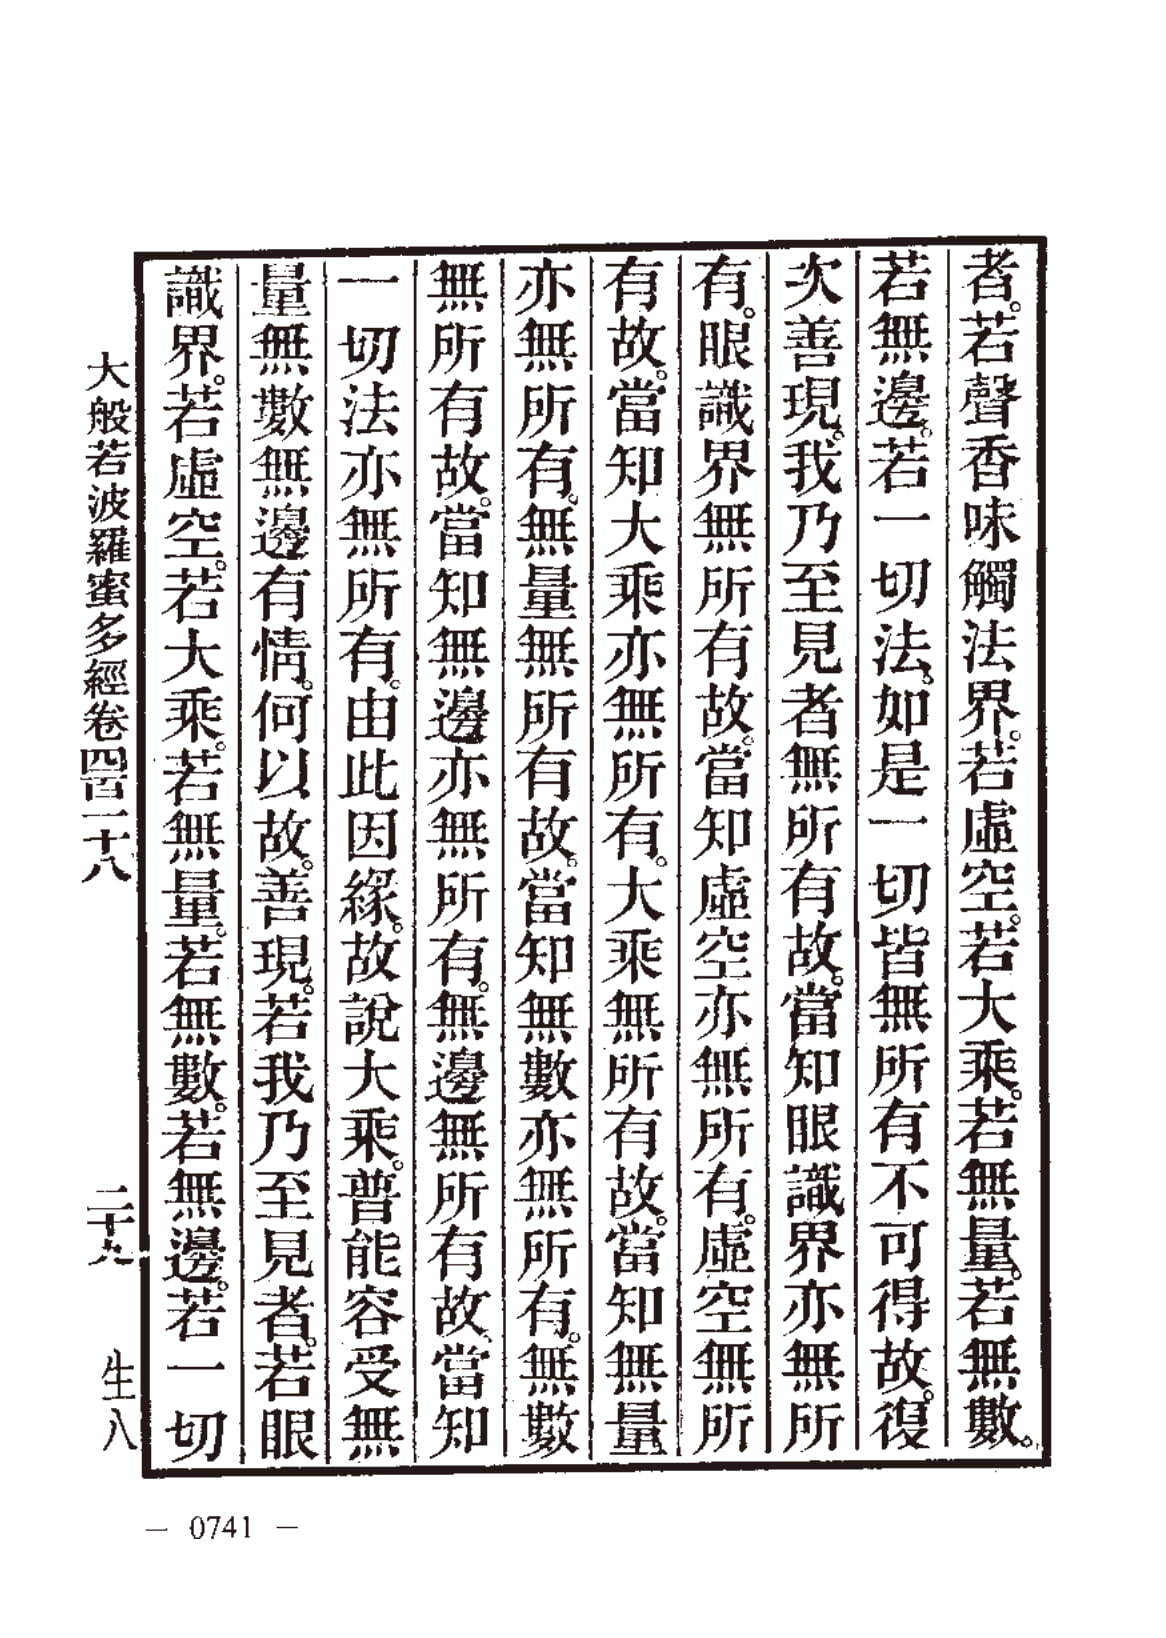 者。若聲香味觸法界。若虛空。若大乘。若無量。若無數。
若無邊。若一切法。如是一切皆無所有不可得故。復
次善現。我乃至見者無所有故。當知眼識界亦無所
有。眼識界無所有故。當知虛空亦無所有。虛空無所
有故。當知大乘亦無所有。大乘無所有故。當知無量
亦無所有。無量無所有故。當知無數亦無所有。無數
無所有故。當知無邊亦無所有。無邊無所有故、當知
一切法亦無所有。由此因緣。故說大乘。普能容受無
量無數無邊有情。何以故。善現。若我乃至見者。若眼
識界。若虛空。若大乘。若無量。若無數。若無邊。若一切
大般若波羅蜜多經卷四百一十八 二十九 生八
— 0741 —